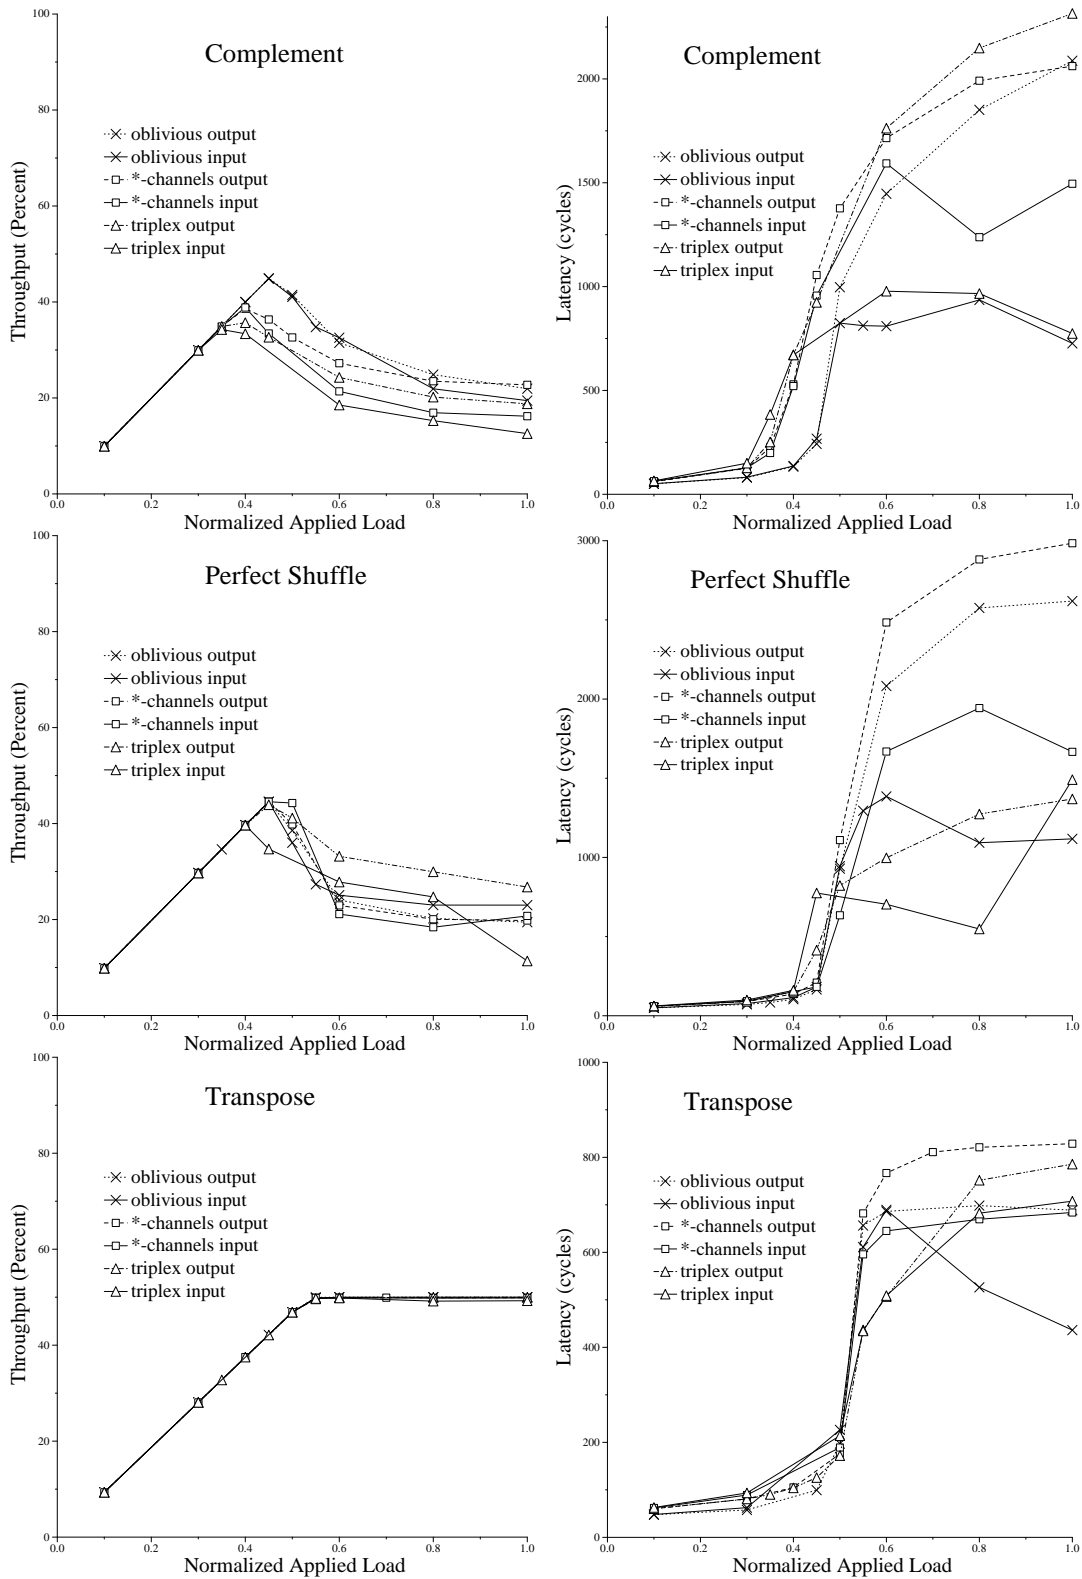 100
80
60
40
20
0
Throughput (Percent)
Complement
oblivious output
oblivious input
*-channels output
*-channels input
triplex output
triplex input
0.0 0.2 0.4 0.6 0.8 1.0
Normalized Applied Load
2000
1500
1000
500
0
Latency (cycles)
Complement
oblivious output
oblivious input
*-channels output
*-channels input
triplex output
triplex input
0.0 0.2 0.4 0.6 0.8 1.0
Normalized Applied Load
100
80
60
40
20
0
Throughput (Percent)
Perfect Shuffle
oblivious output
oblivious input
*-channels output
*-channels input
triplex output
triplex input
0.0 0.2 0.4 0.6 0.8 1.0
Normalized Applied Load
3000
2000
1000
0
Latency (cycles)
Perfect Shuffle
oblivious output
oblivious input
*-channels output
*-channels input
triplex output
triplex input
0.0 0.2 0.4 0.6 0.8 1.0
Normalized Applied Load
100
80
60
40
20
0
Throughput (Percent)
Transpose
oblivious output
oblivious input
*-channels output
*-channels input
triplex output
triplex input
0.0 0.2 0.4 0.6 0.8 1.0
Normalized Applied Load
1000
800
600
400
200
0
Latency (cycles)
Transpose
oblivious output
oblivious input
*-channels output
*-channels input
triplex output
triplex input
0.0 0.2 0.4 0.6 0.8 1.0
Normalized Applied Load